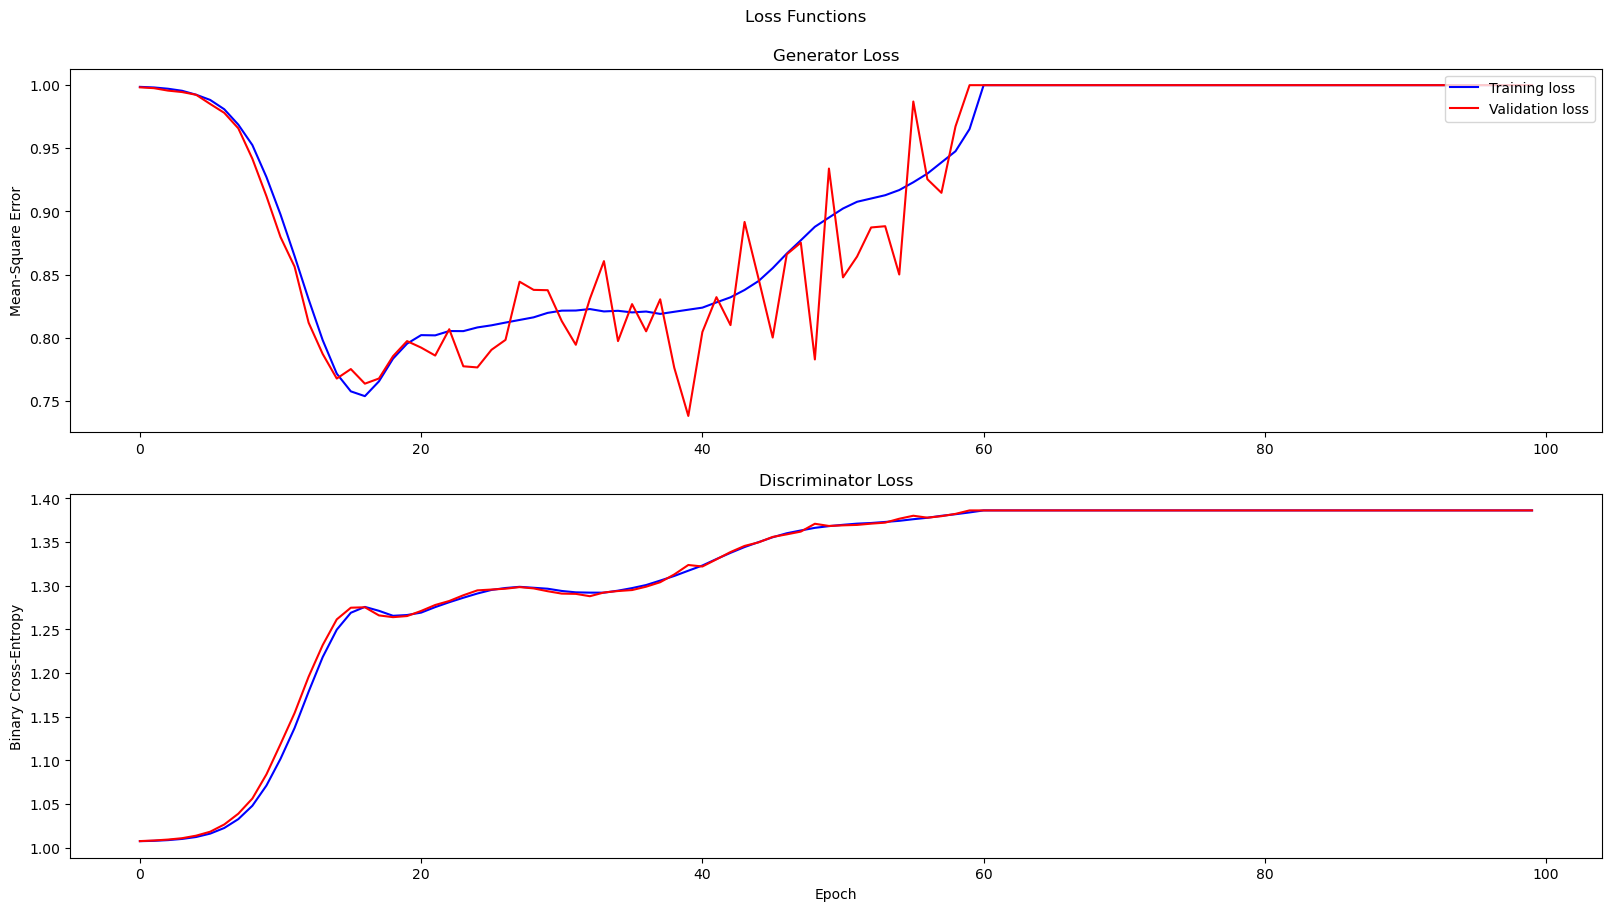 Loss Functions
Generator Loss
Mean-Square Error
1.00
0.95
0.90
0.85
0.80
0.75
Training loss
Validation loss
0 20 40 60 80 100
Discriminator Loss
Binary Cross-Entropy
1.40
1.35
1.30
1.25
1.20
1.15
1.10
1.05
1.00
0 20 40 60 80 100
Epoch